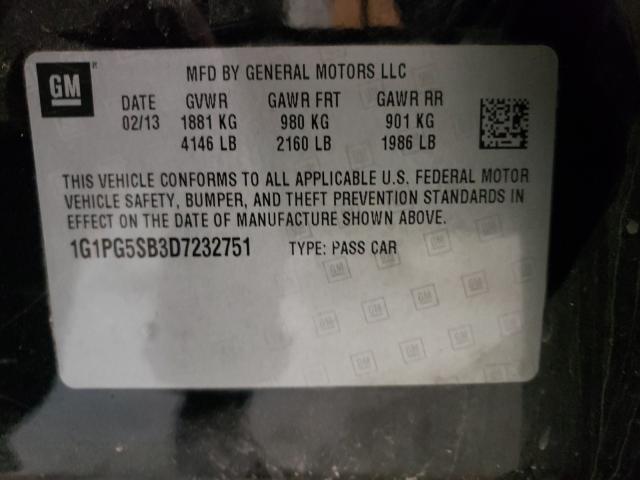 GM
MFD BY GENERAL MOTORS LLC
DATE GVWR GAWR FRT GAWR RR
02/13 1881 KG 980 KG 901 KG
4146 LB 2160 LB 1986 LB
THIS VEHICLE CONFORMS TO ALL APPLICABLE U.S. FEDERAL MOTOR
VEHICLE SAFETY, BUMPER, AND THEFT PREVENTION STANDARDS IN
EFFECT ON THE DATE OF MANUFACTURE SHOWN ABOVE.
1G1PG5SB3D7232751 TYPE: PASS CAR